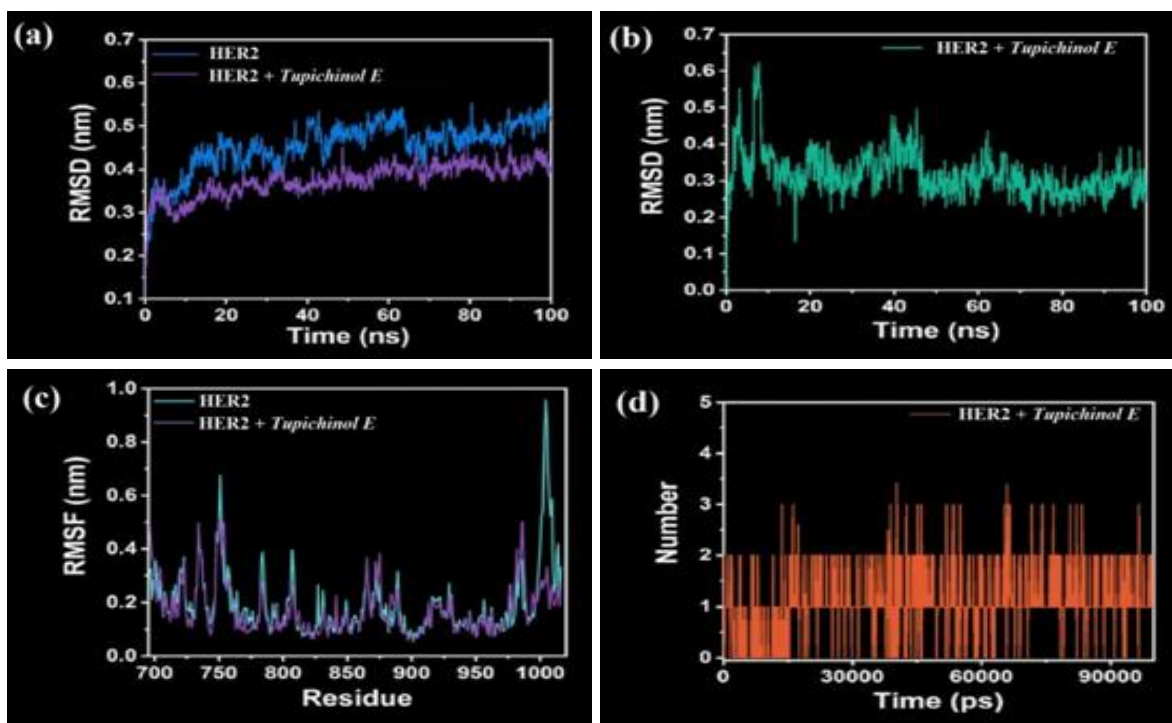 (a)
0.7
0.6
0.5
0.4
0.3
0.2
0.1
RMSD (nm)
HER2
HER2 + Tupichinol E
0 20 40 60 80 100
Time (ns)
(b)
0.7
0.6
0.5
0.4
0.3
0.2
0.1
0.0
RMSD (nm)
HER2 + Tupichinol E
0 20 40 60 80 100
Time (ns)
(c)
1.0
0.8
0.6
0.4
0.2
0.0
RMSF (nm)
HER2
HER2 + Tupichinol E
700 750 800 850 900 950 1000
Residue
(d)
5
4
3
2
1
0
Number
HER2 + Tupichinol E
0 30000 60000 90000
Time (ps)